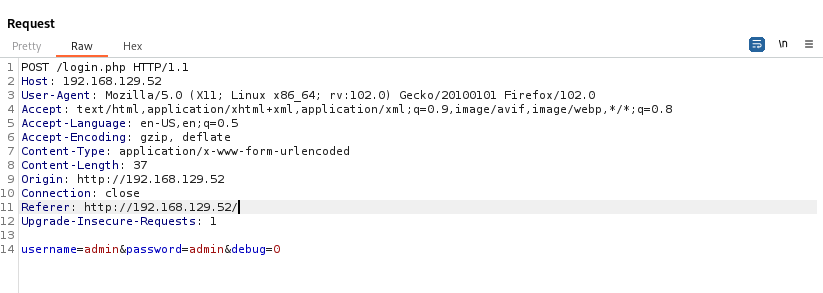 Request
Pretty Raw Hex \n
1 POST /login.php HTTP/1.1
2 Host: 192.168.129.52
3 User-Agent: Mozilla/5.0 (X11; Linux x86_64; rv:102.0) Gecko/20100101 Firefox/102.0
4 Accept: text/html,application/xhtml+xml,application/xml;q=0.9,image/avif,image/webp,*/*;q=0.8
5 Accept-Language: en-US,en;q=0.5
6 Accept-Encoding: gzip, deflate
7 Content-Type: application/x-www-form-urlencoded
8 Content-Length: 37
9 Origin: http://192.168.129.52
10 Connection: close
11 Referer: http://192.168.129.52/
12 Upgrade-Insecure-Requests: 1
13
14 username=admin&password=admin&debug=0